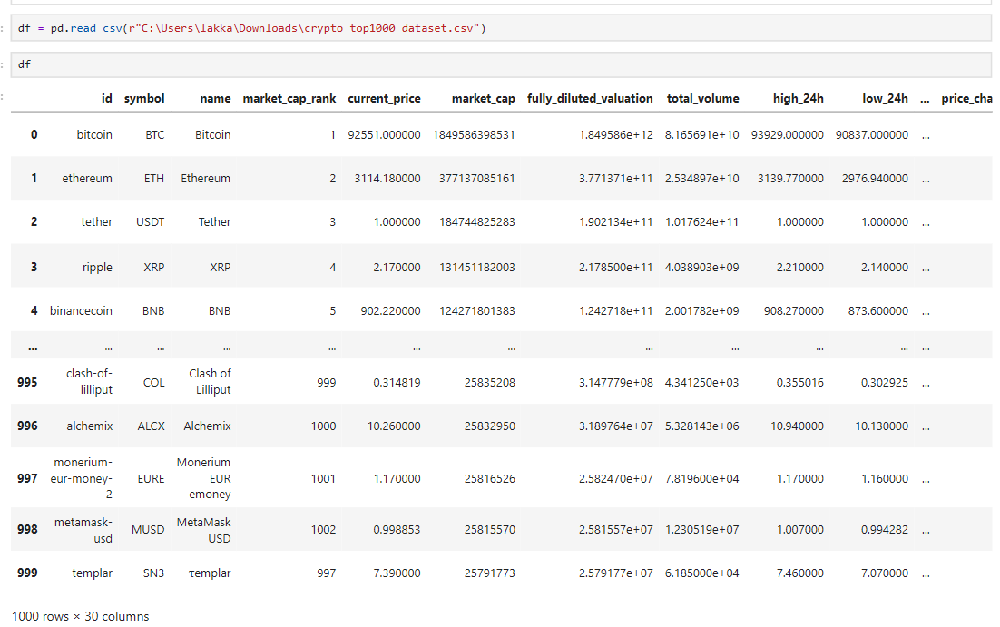 df = pd.read_csv(r"C:\Users\lakka\Downloads\crypto_top1000_dataset.csv")
df
id symbol name market_cap_rank current_price market_cap fully_diluted_valuation total_volume high_24h low_24h ... price_cha
0 bitcoin BTC Bitcoin 1 92551.000000 1849586398531 1.849586e+12 8.165691e+10 93929.000000 90837.000000 ...
1 ethereum ETH Ethereum 2 3114.180000 377137085161 3.771371e+11 2.534897e+10 3139.770000 2976.940000 ...
2 tether USDT Tether 3 1.000000 184744825283 1.902134e+11 1.017624e+11 1.000000 1.000000 ...
3 ripple XRP XRP 4 2.170000 131451182003 2.178500e+11 4.038903e+09 2.210000 2.140000 ...
4 binancecoin BNB BNB 5 902.220000 124271801383 1.242718e+11 2.001782e+09 908.270000 873.600000 ...
... ... ... ... ... ... ... ... ... ... ... ...
clash-of- Clash of
995 COL 999 0.314819 25835208 3.147779e+08 4.341250e+03 0.355016 0.302925 ...
lilliput Lilliput
996 alchemix ALCX Alchemix 1000 10.260000 25832950 3.189764e+07 5.328143e+06 10.940000 10.130000 ...
monerium- Monerium
997 eur-money- EURE EUR 1001 1.170000 25816526 2.582470e+07 7.819600e+04 1.170000 1.160000 ...
2 emoney
metamask- MetaMask
998 MUSD 1002 0.998853 25815570 2.581557e+07 1.230519e+07 1.007000 0.994282 ...
usd USD
999 templar SN3 τemplar 997 7.390000 25791773 2.579177e+07 6.185000e+04 7.460000 7.070000 ...
1000 rows × 30 columns